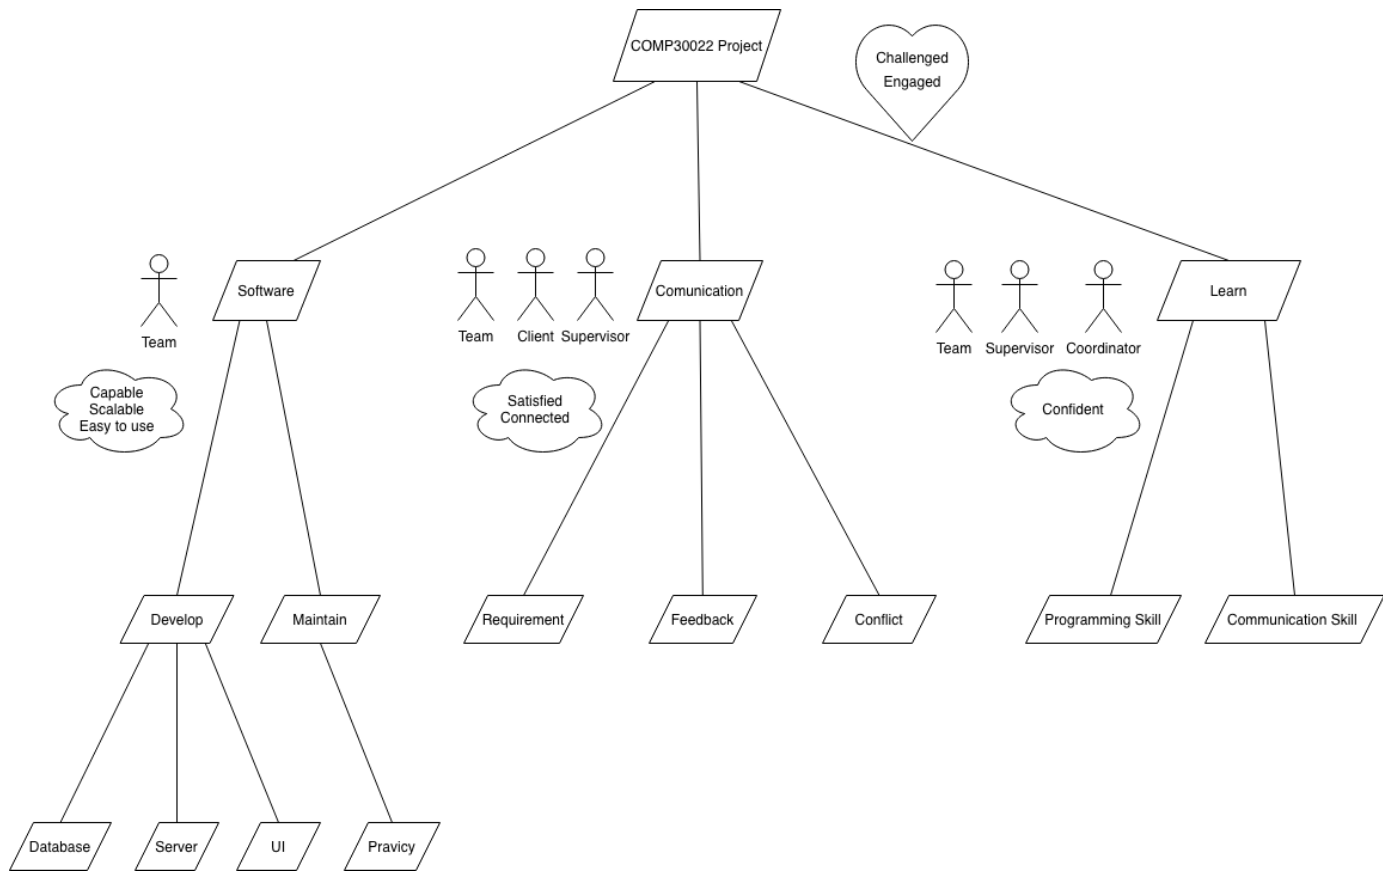 COMP30022 Project
Challenged
Engaged
Software
Comunication
Learn
Team
Team
Client
Supervisor
Team
Supervisor
Coordinator
Capable
Scalable
Easy to use
Satisfied
Connected
Confident
Develop
Maintain
Requirement
Feedback
Conflict
Programming Skill
Communication Skill
Database
Server
UI
Pravicy